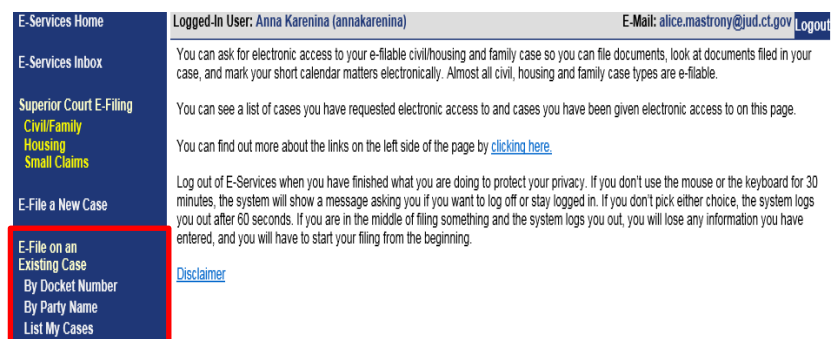 E-Services Home
E-Services Inbox
Superior Court E-Filing
Civil/Family
Housing
Small Claims
E-File a New Case
E-File on an
Existing Case
By Docket Number
By Party Name
List My Cases
Logged-In User: Anna Karenina (annakarenina) E-Mail: alice.mastrony@jud.ct.gov Logout
You can ask for electronic access to your e-filable civil/housing and family case so you can file documents, look at documents filed in your
case, and mark your short calendar matters electronically. Almost all civil, housing and family case types are e-filable.
You can see a list of cases you have requested electronic access to and cases you have been given electronic access to on this page.
You can find out more about the links on the left side of the page by clicking here.
Log out of E-Services when you have finished what you are doing to protect your privacy. If you don't use the mouse or the keyboard for 30
minutes, the system will show a message asking you if you want to log off or stay logged in. If you don't pick either choice, the system logs
you out after 60 seconds. If you are in the middle of filing something and the system logs you out, you will lose any information you have
entered, and you will have to start your filing from the beginning.
Disclaimer